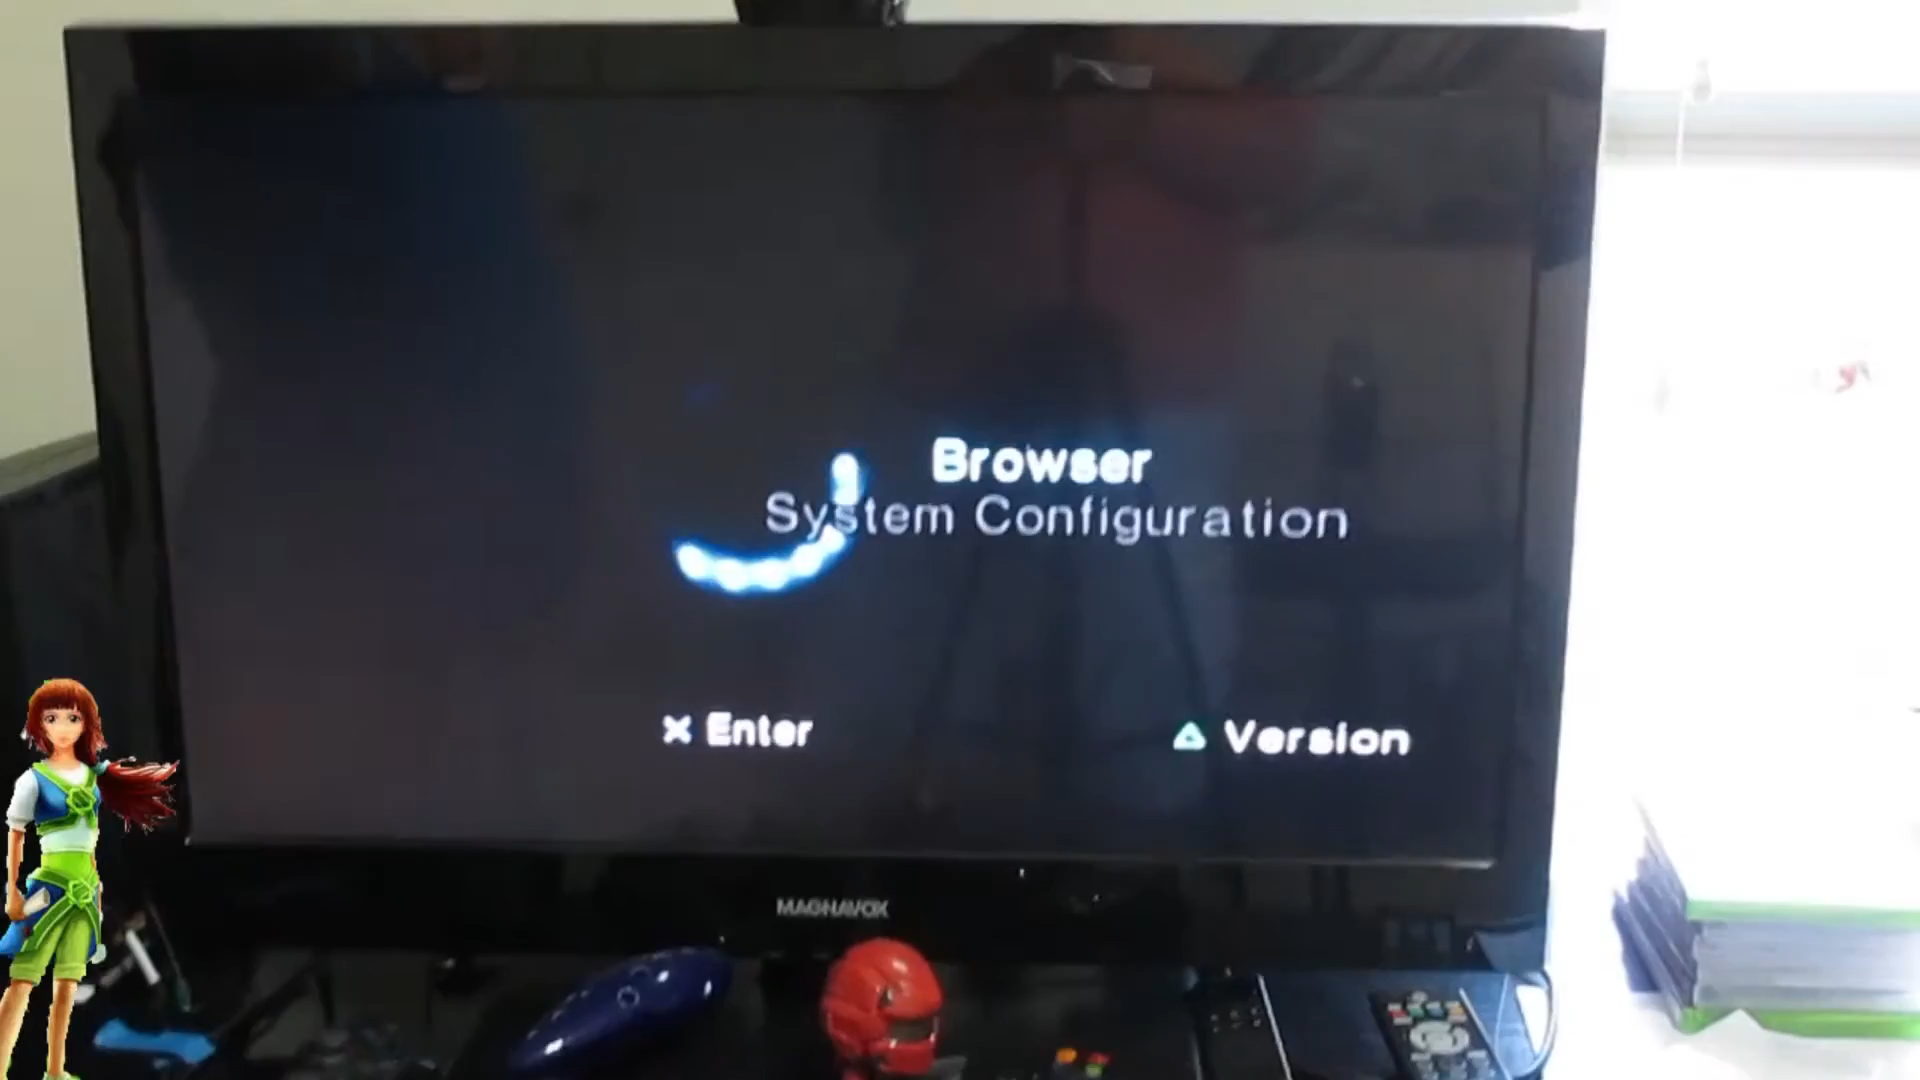 Browser
System Configuration
× Enter
△ Version
MAGNAVOX